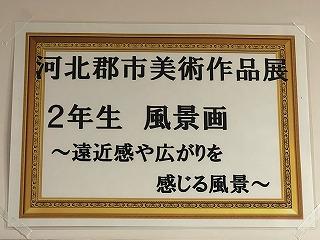 河北郡市美術作品展
２年生　風景画
～遠近感や広がりを
感じる風景～